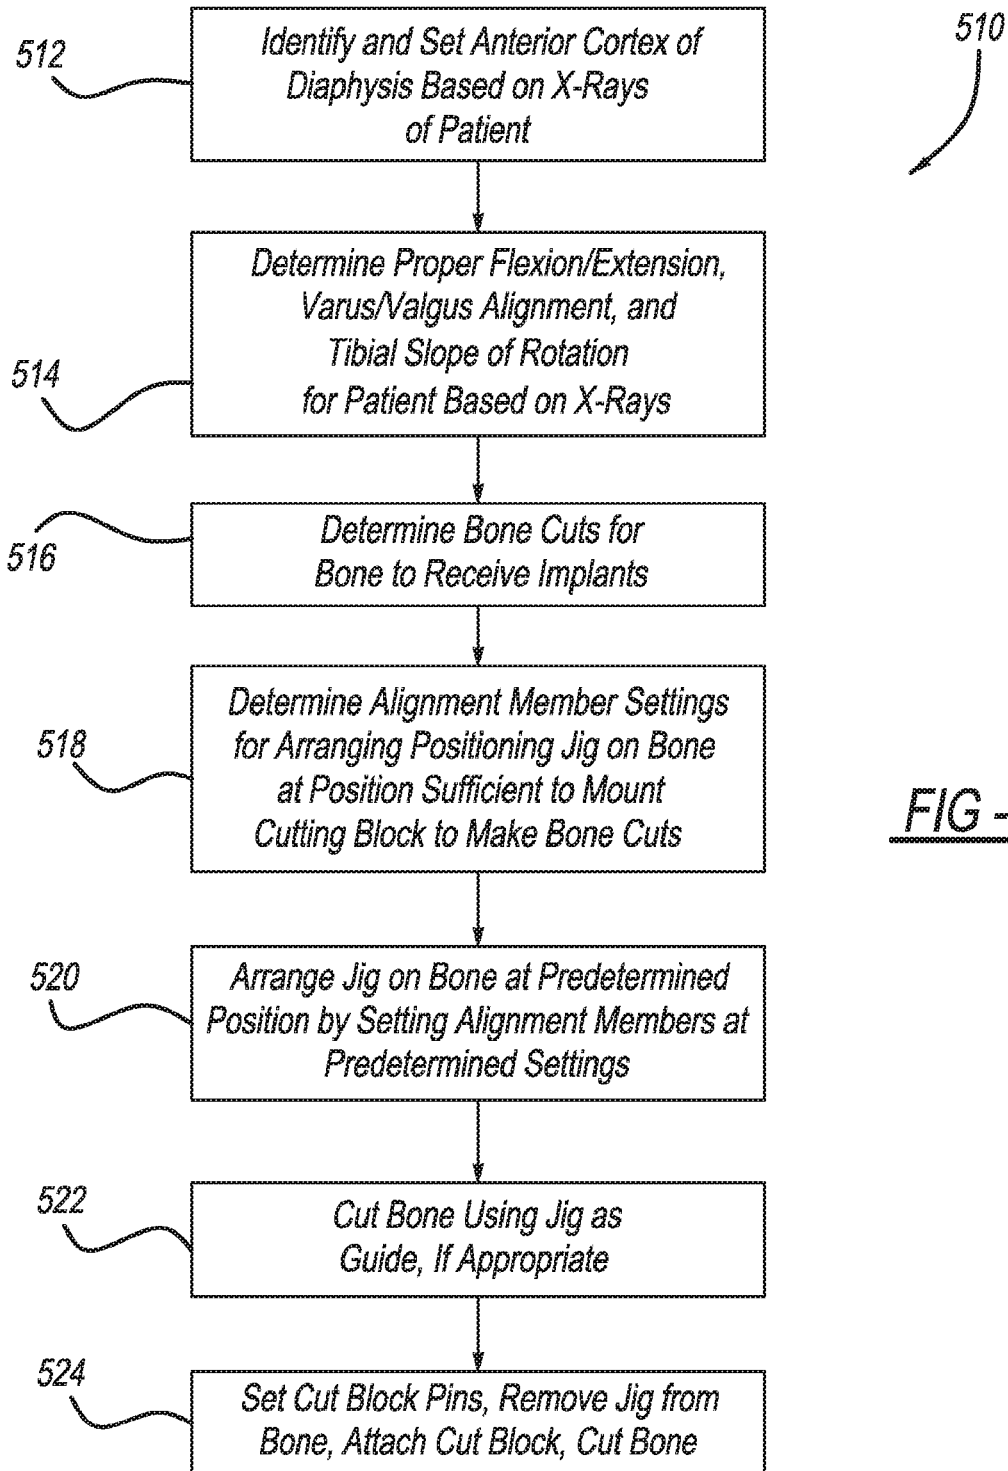 510
512
Identify and Set Anterior Cortex of
Diaphysis Based on X-Rays
of Patient
514
Determine Proper Flexion/Extension,
Varus/Valgus Alignment, and
Tibial Slope of Rotation
for Patient Based on X-Rays
516
Determine Bone Cuts for
Bone to Receive Implants
518
Determine Alignment Member Settings
for Arranging Positioning Jig on Bone
at Position Sufficient to Mount
Cutting Block to Make Bone Cuts
FIG -
520
Arrange Jig on Bone at Predetermined
Position by Setting Alignment Members at
Predetermined Settings
522
Cut Bone Using Jig as
Guide, If Appropriate
524
Set Cut Block Pins, Remove Jig from
Bone, Attach Cut Block, Cut Bone